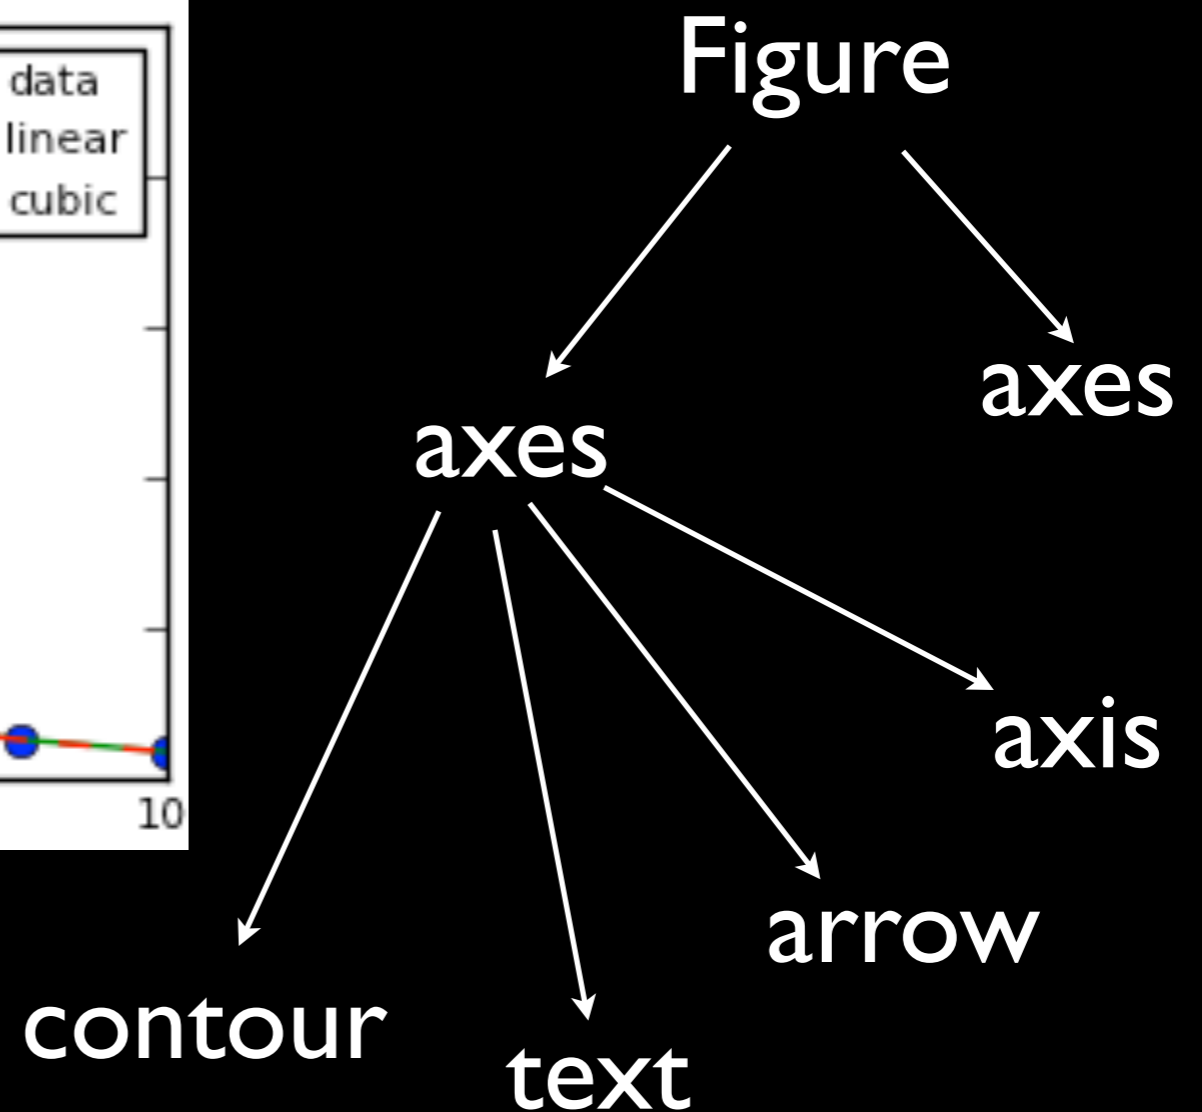 data
linear
cubic
10
Figure
axes
axes
axis
arrow
contour
text